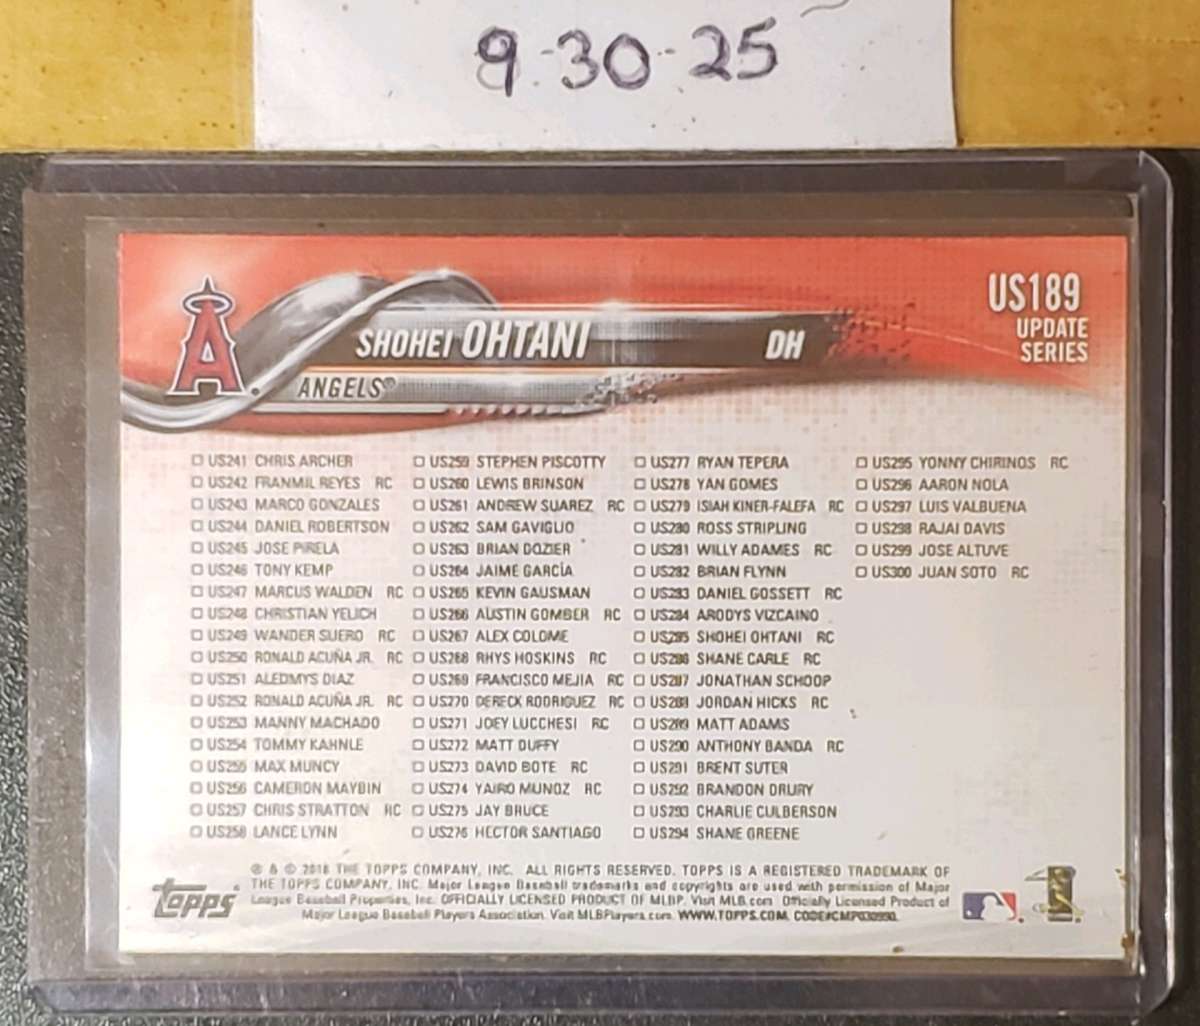 9-30-25
A
SHOHEI OHTANI
DH
ANGELS®
US189
UPDATE
SERIES
US241 CHRIS ARCHER
US242 FRANMIL REYES RC
US243 MARCO GONZALES
US244 DANIEL ROBERTSON
US245 JOSE PIRELA
US246 TONY KEMP
US247 MARCUS WALDEN RC
US248 CHRISTIAN YELICH
US249 WANDER SUERO RC
US250 RONALD ACUÑA JR. RC
US251 ALEDMYS DIAZ
US252 RONALD ACUÑA JR. RC
US253 MANNY MACHADO
US254 TOMMY KAHNLE
US255 MAX MUNCY
US256 CAMERON MAYBIN
US257 CHRIS STRATTON RC
US258 LANCE LYNN
US259 STEPHEN PISCOTTY
US260 LEWIS BRINSON
US261 ANDREW SUAREZ RC
US262 SAM GAVIGLIO
US263 BRIAN DOZIER
US264 JAIME GARCÍA
US265 KEVIN GAUSMAN
US266 AUSTIN GOMBER RC
US267 ALEX COLOME
US268 RHYS HOSKINS RC
US269 FRANCISCO MEJIA RC
US270 DERECK RODRIGUEZ RC
US271 JOEY LUCCHESI RC
US272 MATT DUFFY
US273 DAVID BOTE RC
US274 YAIRO MUNOZ RC
US275 JAY BRUCE
US276 HECTOR SANTIAGO
US277 RYAN TEPERA
US278 YAN GOMES
US279 ISIAH KINER-FALEFA RC
US280 ROSS STRIPLING
US281 WILLY ADAMES RC
US282 BRIAN FLYNN
US283 DANIEL GOSSETT RC
US284 ARODYS VIZCAINO
US285 SHOHEI OHTANI RC
US286 SHANE CARLE RC
US287 JONATHAN SCHOOP
US288 JORDAN HICKS RC
US289 MATT ADAMS
US290 ANTHONY BANDA RC
US291 BRENT SUTER
US292 BRANDON DRURY
US293 CHARLIE CULBERSON
US294 SHANE GREENE
US295 YONNY CHIRINOS RC
US296 AARON NOLA
US297 LUIS VALBUENA
US298 RAJAI DAVIS
US299 JOSE ALTUVE
US300 JUAN SOTO RC
® & © 2018 THE TOPPS COMPANY, INC. ALL RIGHTS RESERVED. TOPPS IS A REGISTERED TRADEMARK OF
THE TOPPS COMPANY, INC. Major League Baseball trademarks and copyrights are used with permission of Major
League Baseball Properties, Inc. OFFICIALLY LICENSED PRODUCT OF MLBP. Visit MLB.com Officially Licensed Product of
Major League Baseball Players Association. Visit MLBPlayers.com. WWW.TOPPS.COM. CODE#CMP030990.
Topps®